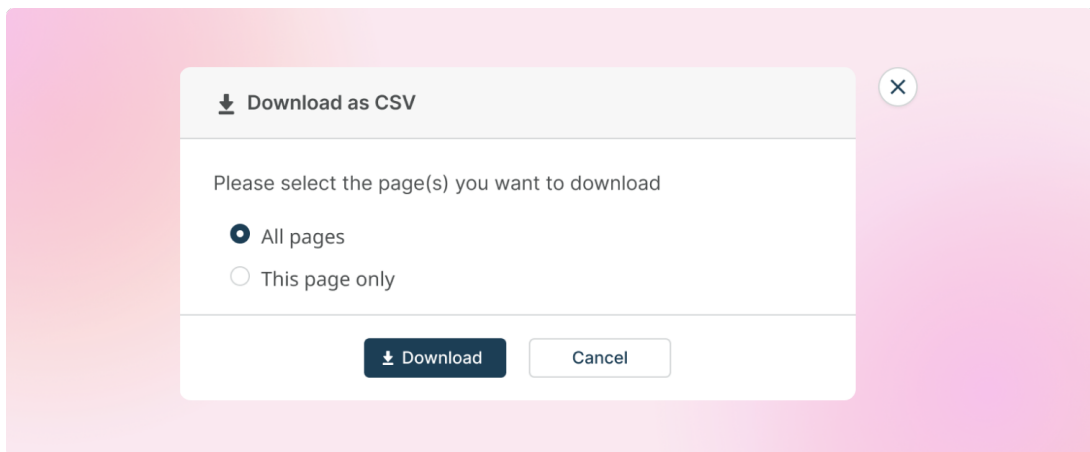 Download as CSV
Please select the page(s) you want to download
All pages
This page only
Download
Cancel